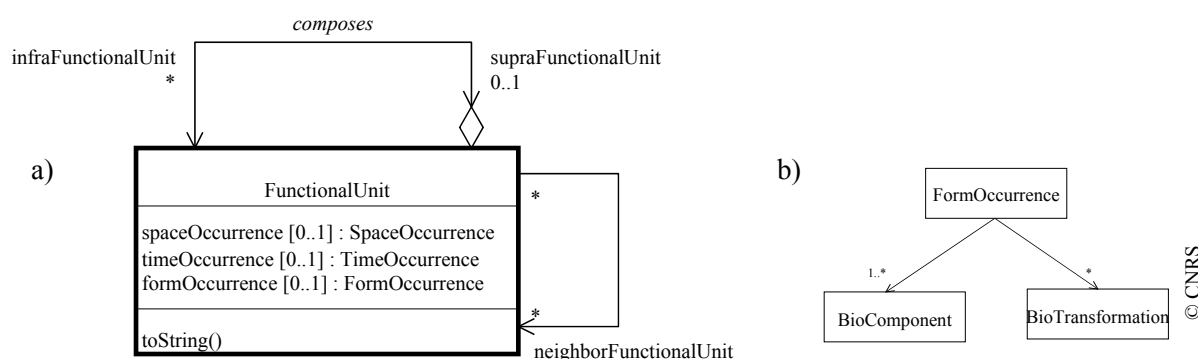 composes
infraFunctionalUnit
*
supraFunctionalUnit
0..1
a)
FunctionalUnit
spaceOccurrence [0..1] : SpaceOccurrence
timeOccurrence [0..1] : TimeOccurrence
formOccurrence [0..1] : FormOccurrence
toString()
*
*
neighborFunctionalUnit
b)
FormOccurrence
1..*
*
BioComponent
BioTransformation
© CNRS